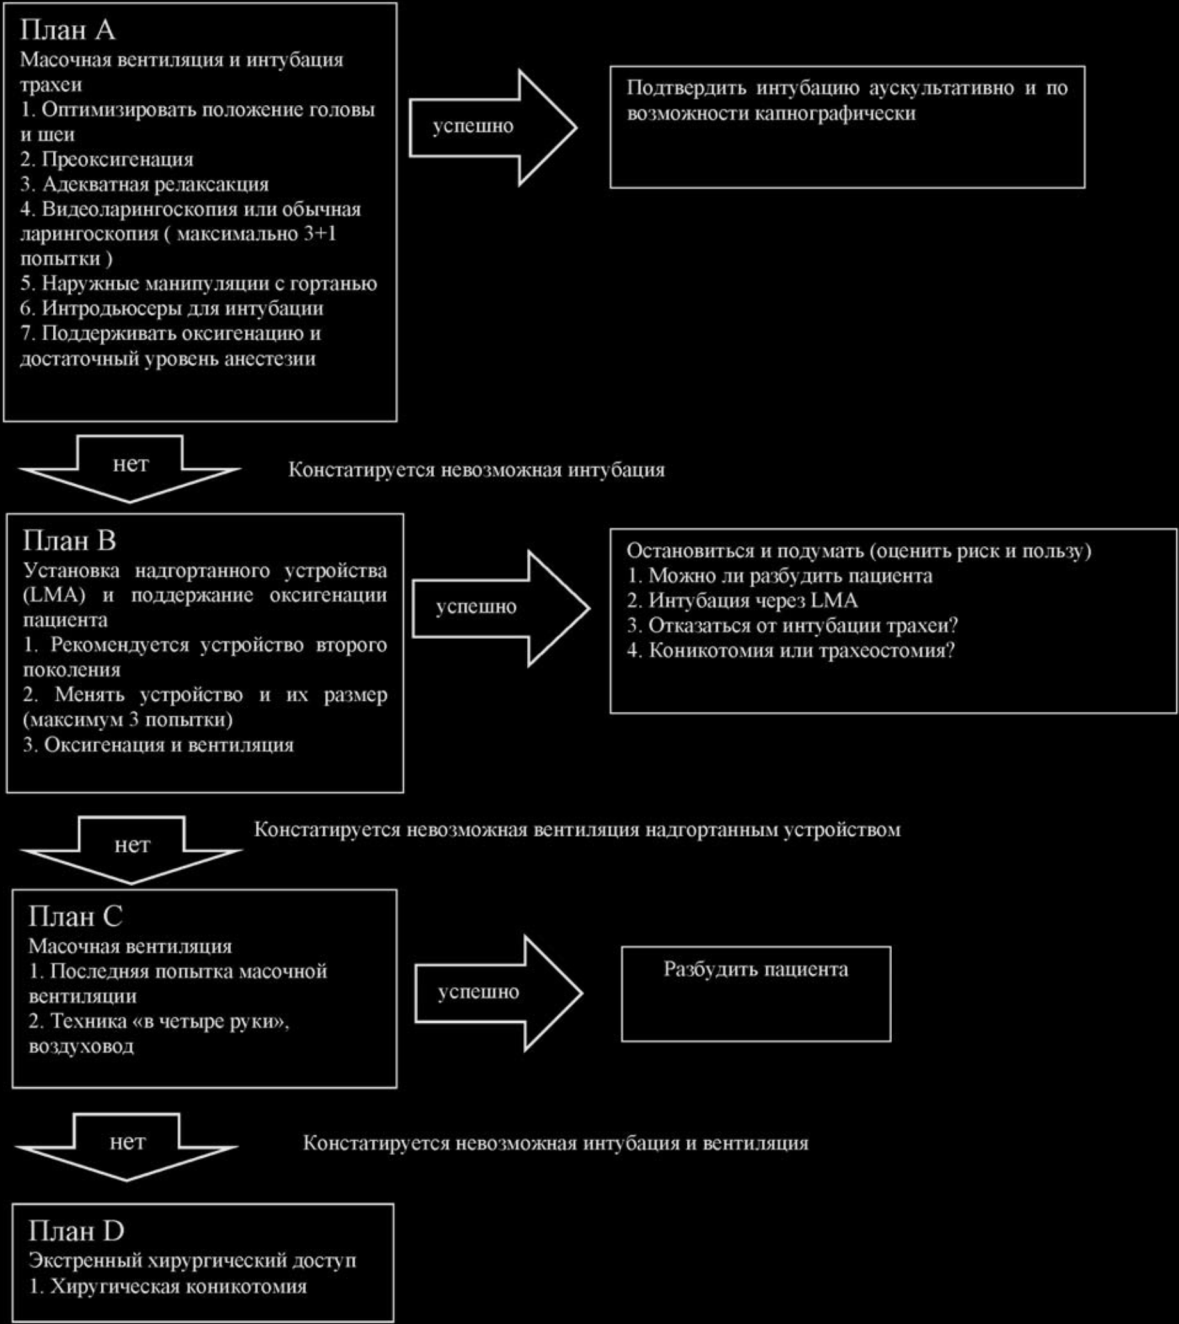 План A
Масочная вентиляция и интубация
трахеи
1. Оптимизировать положение головы
и шеи
2. Преоксигенация
3. Адекватная релаксакция
4. Видеоларингоскопия или обычная
ларингоскопия ( максимально 3+1
попытки )
5. Наружные манипуляции с гортанью
6. Интродьюсеры для интубации
7. Поддерживать оксигенацию и
достаточный уровень анестезии
успешно
Подтвердить интубацию аускультативно и по
возможности капнографически
нет
Констатируется невозможная интубация
План B
Установка надгортанного устройства
(LMA) и поддержание оксигенации
пациента
1. Рекомендуется устройство второго
поколения
2. Менять устройство и их размер
(максимум 3 попытки)
3. Оксигенация и вентиляция
успешно
Остановиться и подумать (оценить риск и пользу)
1. Можно ли разбудить пациента
2. Интубация через LMA
3. Отказаться от интубации трахеи?
4. Коникотомия или трахеостомия?
нет
Констатируется невозможная вентиляция надгортанным устройством
План C
Масочная вентиляция
1. Последняя попытка масочной
вентиляции
2. Техника «в четыре руки»,
воздуховод
успешно
Разбудить пациента
нет
Констатируется невозможная интубация и вентиляция
План D
Экстренный хирургический доступ
1. Хиругическая коникотомия